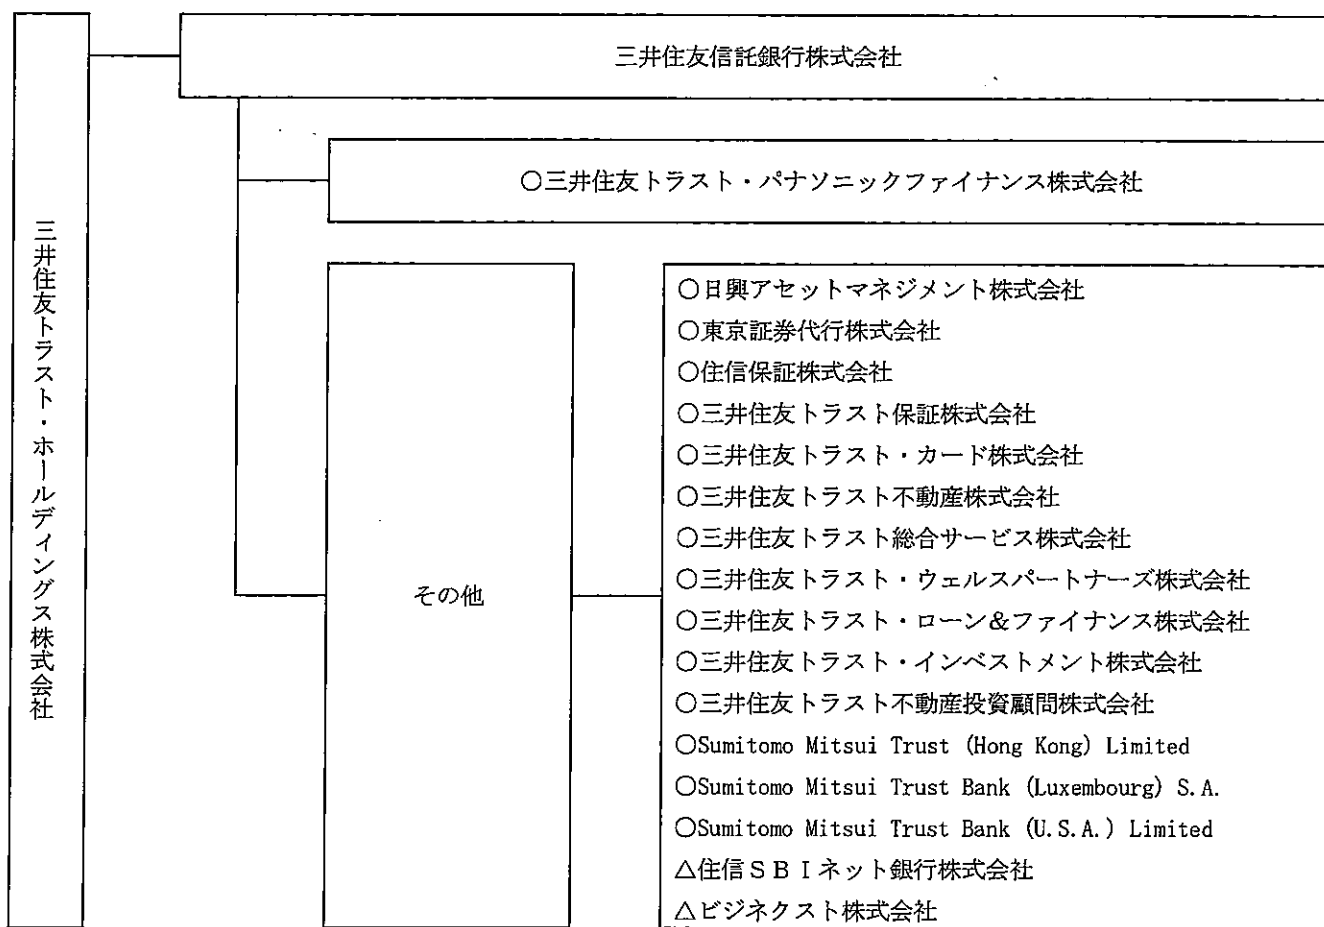 三井住友トラスト・ホールディングス株式会社
三井住友信託銀行株式会社
○三井住友トラスト・パナソニックファイナンス株式会社
その他
○日興アセットマネジメント株式会社
○東京証券代行株式会社
○住信保証株式会社
○三井住友トラスト保証株式会社
○三井住友トラスト・カード株式会社
○三井住友トラスト不動産株式会社
○三井住友トラスト総合サービス株式会社
○三井住友トラスト・ウェルスパートナーズ株式会社
○三井住友トラスト・ローン&ファイナンス株式会社
○三井住友トラスト・インベストメント株式会社
○三井住友トラスト不動産投資顧問株式会社
○Sumitomo Mitsui Trust (Hong Kong) Limited
○Sumitomo Mitsui Trust Bank (Luxembourg) S.A.
○Sumitomo Mitsui Trust Bank (U.S.A.) Limited
△住信SBIネット銀行株式会社
△ビジネクスト株式会社